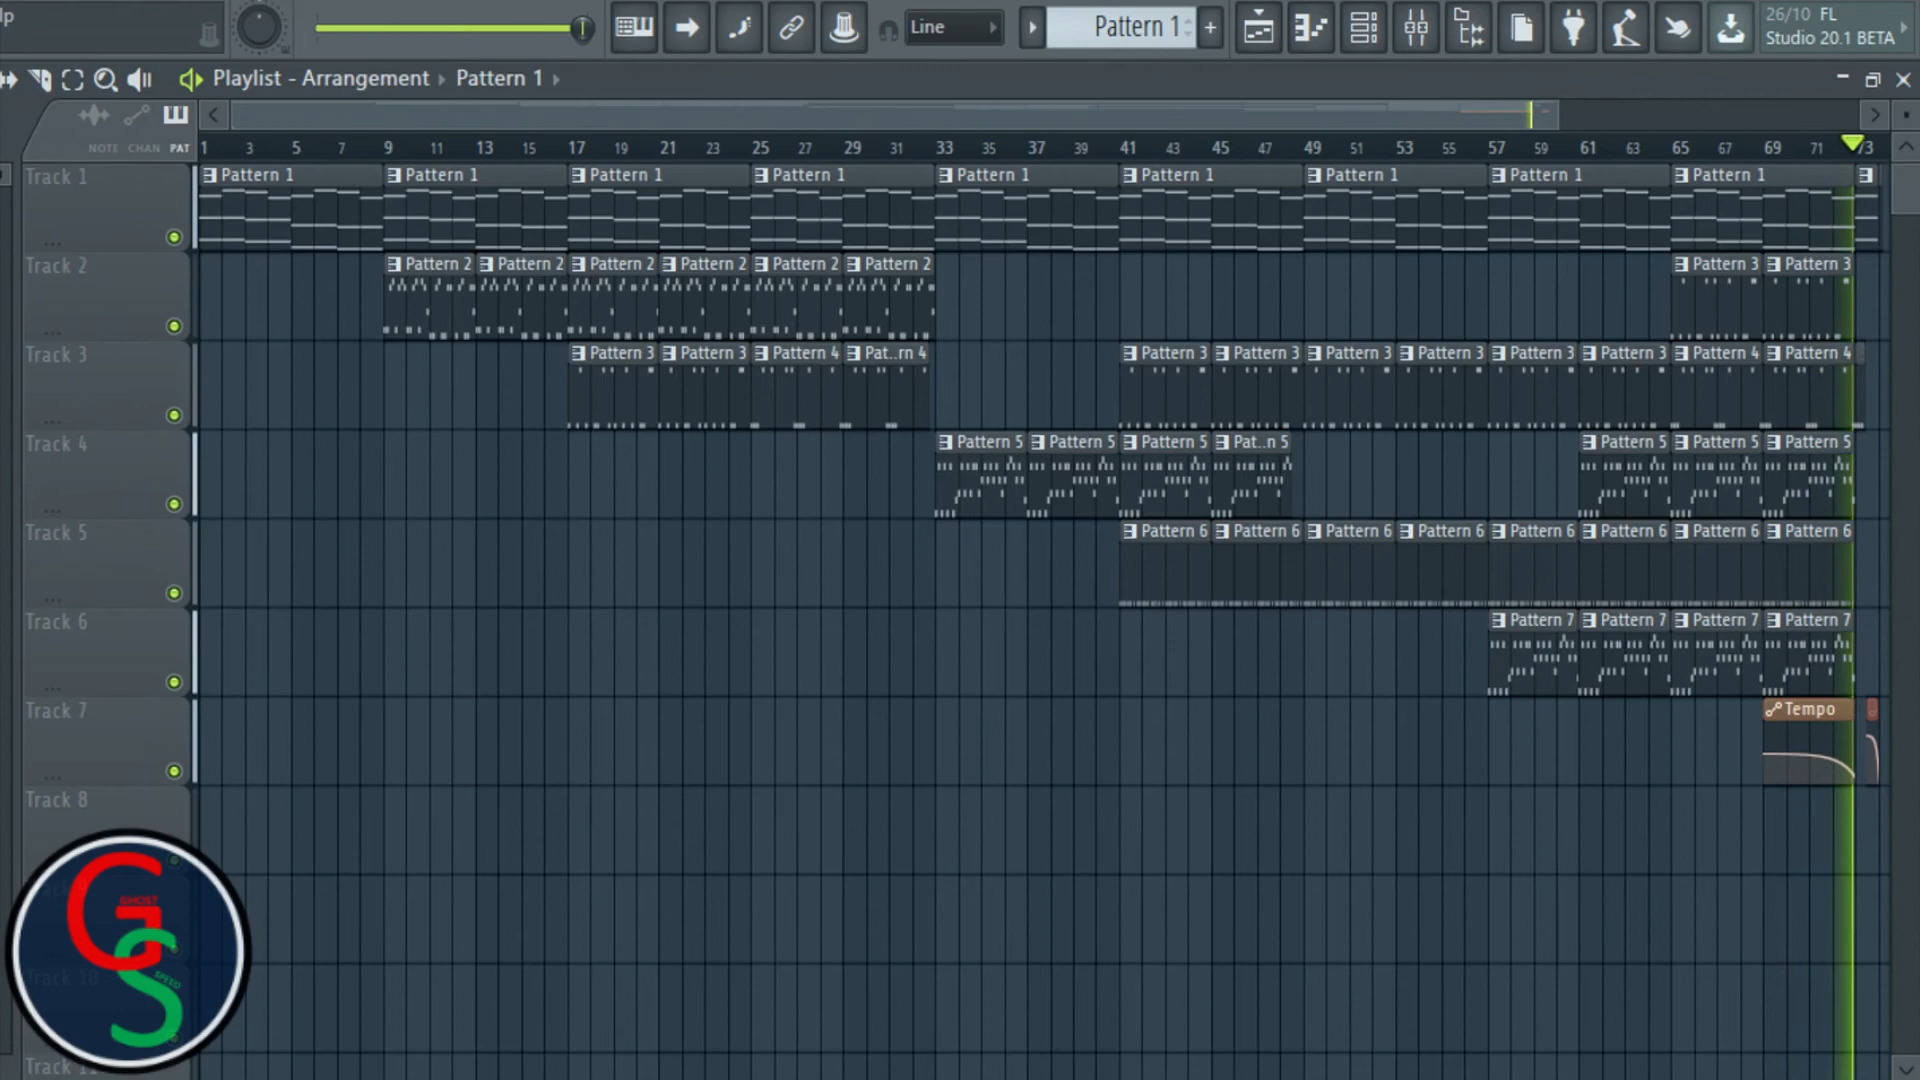 lp
Line
Pattern 1
+
26/10 FL
Studio 20.1 BETA
Playlist - Arrangement › Pattern 1 ›
NOTE CHAN PAT
1 3 5 7 9 11 13 15 17 19 21 23 25 27 29 31 33 35 37 39 41 43 45 47 49 51 53 55 57 59 61 63 65 67 69 71 73
Track 1
Pattern 1 Pattern 1 Pattern 1 Pattern 1 Pattern 1 Pattern 1 Pattern 1 Pattern 1 Pattern 1
Track 2
Pattern 2 Pattern 2 Pattern 2 Pattern 2 Pattern 2 Pattern 2 Pattern 3 Pattern 3
Track 3
Pattern 3 Pattern 3 Pattern 4 Pat..rn 4 Pattern 3 Pattern 3 Pattern 3 Pattern 3 Pattern 3 Pattern 3 Pattern 4 Pattern 4
Track 4
Pattern 5 Pattern 5 Pattern 5 Pat..n 5 Pattern 5 Pattern 5 Pattern 5
Track 5
Pattern 6 Pattern 6 Pattern 6 Pattern 6 Pattern 6 Pattern 6 Pattern 6 Pattern 6
Track 6
Pattern 7 Pattern 7 Pattern 7 Pattern 7
Track 7
Tempo
Track 8
Track 10
Track 11
G
GHOST
S
SPEED